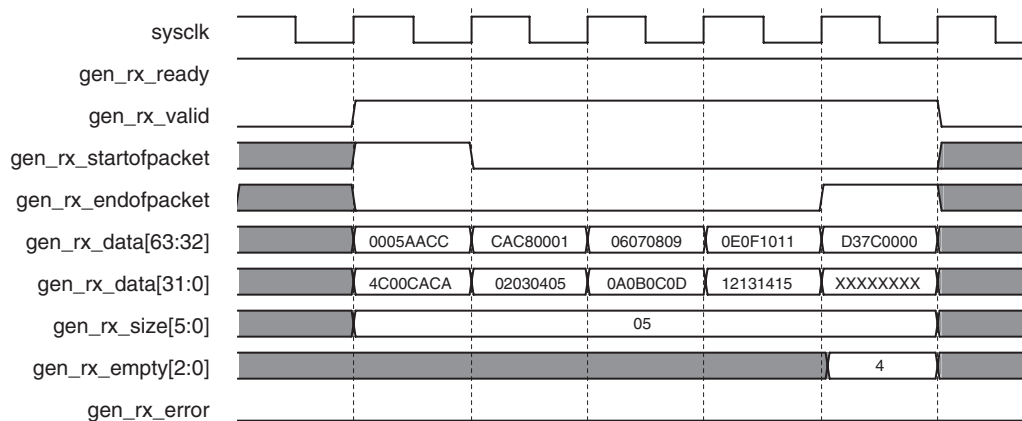 sysclk
gen_rx_ready
gen_rx_valid
gen_rx_startofpacket
gen_rx_endofpacket
gen_rx_data[63:32] 0005AACC CAC80001 06070809 0E0F1011 D37C0000
gen_rx_data[31:0] 4C00CACA 02030405 0A0B0C0D 12131415 XXXXXXXX
gen_rx_size[5:0] 05
gen_rx_empty[2:0] 4
gen_rx_error